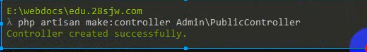 E:\webdocs\edu.28sjw.com
λ php artisan make:controller Admin\PublicController
Controller created successfully.